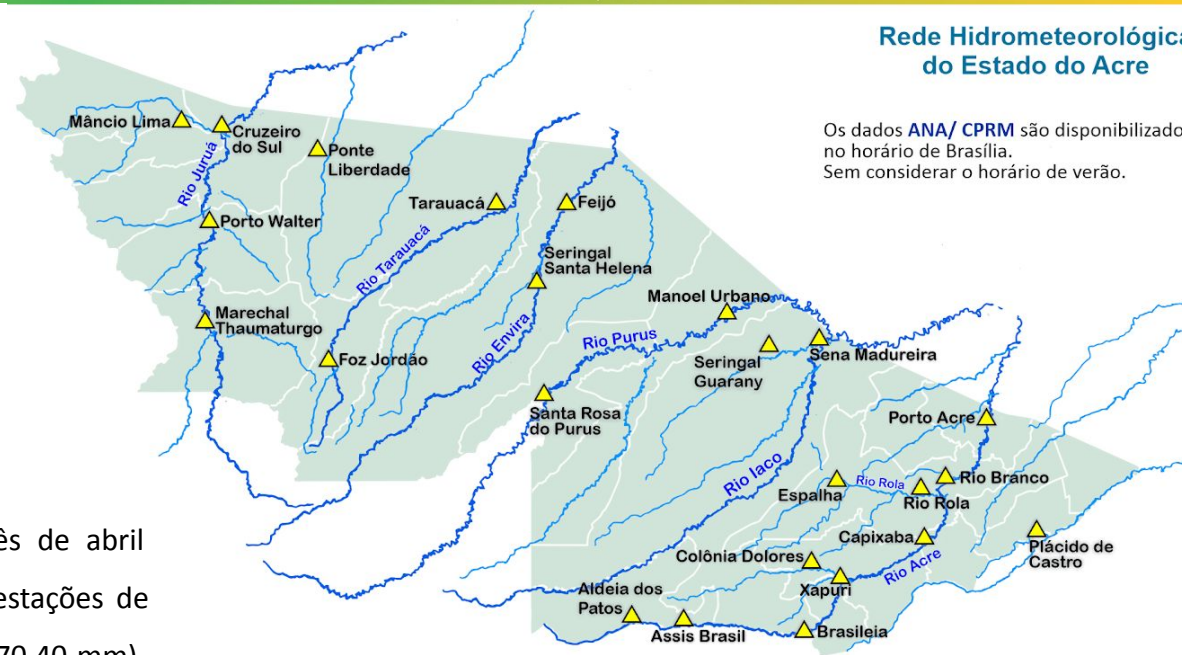 Rede Hidrometeorológica
do Estado do Acre
Os dados ANA/ CPRM são disponibilizado
no horário de Brasília.
Sem considerar o horário de verão.
Mâncio Lima
Cruzeiro
do Sul
Ponte
Liberdade
Rio Juruá
Porto Walter
Tarauacá
Feijó
Rio Tarauacá
Seringal
Santa Helena
Marechal
Thaumaturgo
Foz Jordão
Rio Envira
Manoel Urbano
Rio Purus
Seringal
Guarany
Sena Madureira
Santa Rosa
do Purus
Porto Acre
Rio Iaco
Espalha
Rio Rola
Rio Branco
Rio Rola
Capixaba
Plácido de
Castro
Colônia Dolores
Rio Acre
Xapuri
Aldeia dos
Patos
Assis Brasil
Brasileia
ês de abril
estações de
70,40 mm)